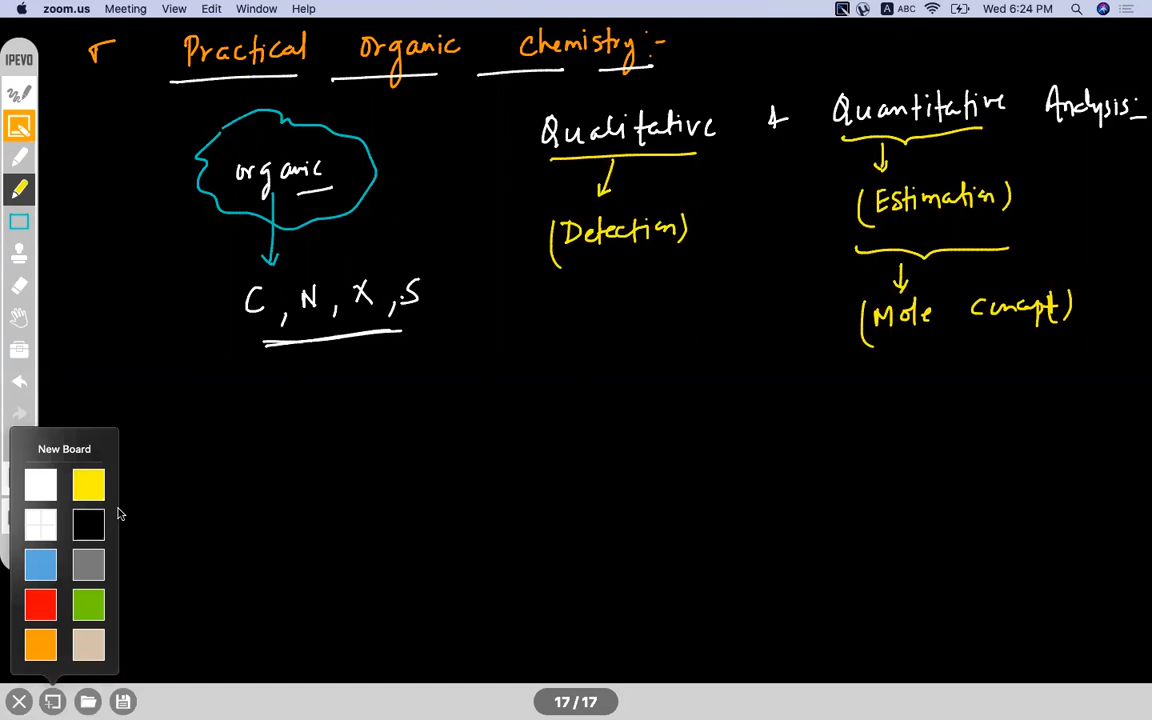 zoom.us Meeting View Edit Window Help
A ABC Wed 6:24 PM
IPEVO
Practical organic chemistry:-
Qualitative & Quantitative Analysis:
organic
(Estimation)
(Detection)
C, N, X, S
(Mole concept)
New Board
17/17